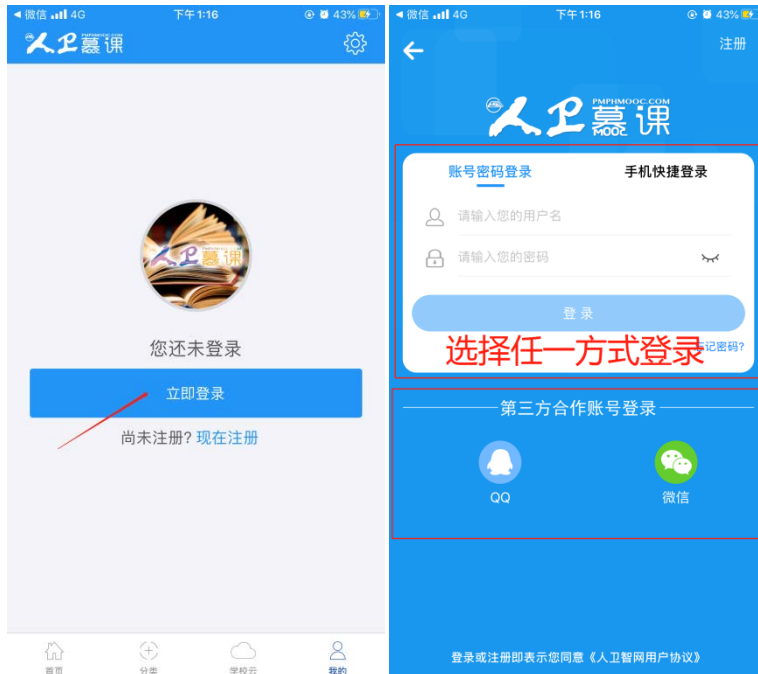 微信 4G
下午1:16
43%
人卫慕课
人卫慕课
您还未登录
立即登录
尚未注册? 现在注册
首页
分类
学校云
我的
微信 4G
下午1:16
43%
注册
人卫慕课
PMPHMOOC.COM
MOOC
账号密码登录
手机快捷登录
请输入您的用户名
请输入您的密码
登录
选择任一方式登录
记密码?
第三方合作账号登录
QQ
微信
登录或注册即表示您同意《人卫智网用户协议》